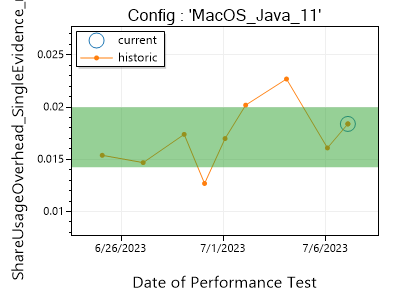 Config : 'MacOS_Java_11'
current
historic
0.025
0.02
0.015
0.01
ShareUsageOverhead_SingleEvidence_
6/26/2023
7/1/2023
7/6/2023
Date of Performance Test